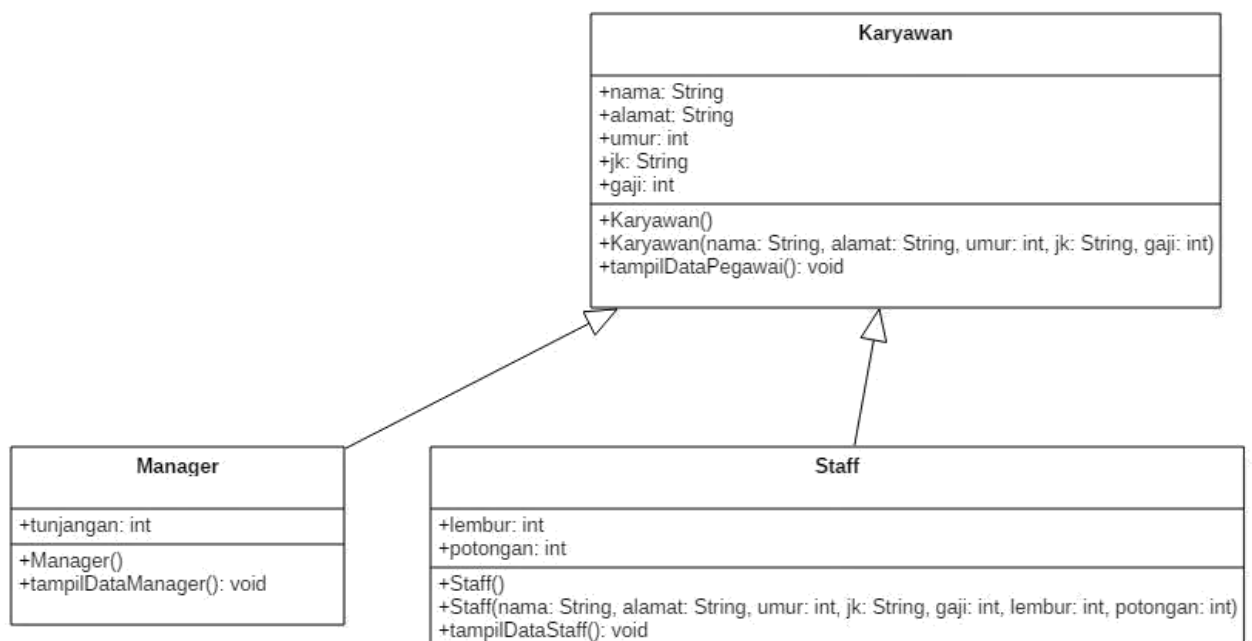 Karyawan
+nama: String
+alamat: String
+umur: int
+jk: String
+gaji: int
+Karyawan()
+Karyawan(nama: String, alamat: String, umur: int, jk: String, gaji: int)
+tampilDataPegawai(): void
Manager
+tunjangan: int
+Manager()
+tampilDataManager(): void
Staff
+lembur: int
+potongan: int
+Staff()
+Staff(nama: String, alamat: String, umur: int, jk: String, gaji: int, lembur: int, potongan: int)
+tampilDataStaff(): void